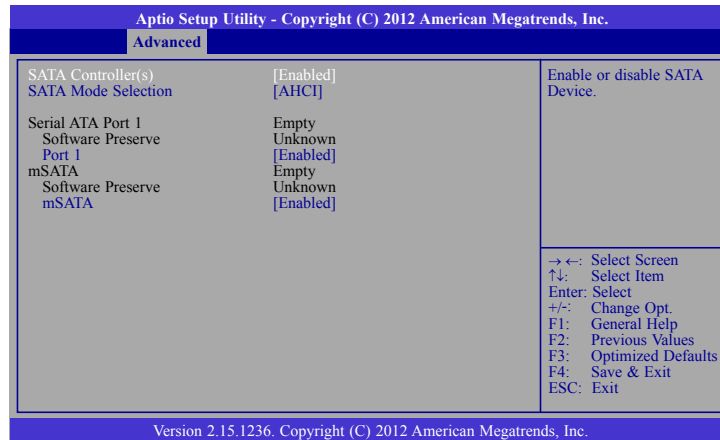 Aptio Setup Utility - Copyright (C) 2012 American Megatrends, Inc.
Advanced
SATA Controller(s) [Enabled]
SATA Mode Selection [AHCI]
Serial ATA Port 1 Empty
Software Preserve Unknown
Port 1 [Enabled]
mSATA Empty
Software Preserve Unknown
mSATA [Enabled]
Enable or disable SATA
Device.
→ ←: Select Screen
↑↓: Select Item
Enter: Select
+/-: Change Opt.
F1: General Help
F2: Previous Values
F3: Optimized Defaults
F4: Save & Exit
ESC: Exit
Version 2.15.1236. Copyright (C) 2012 American Megatrends, Inc.